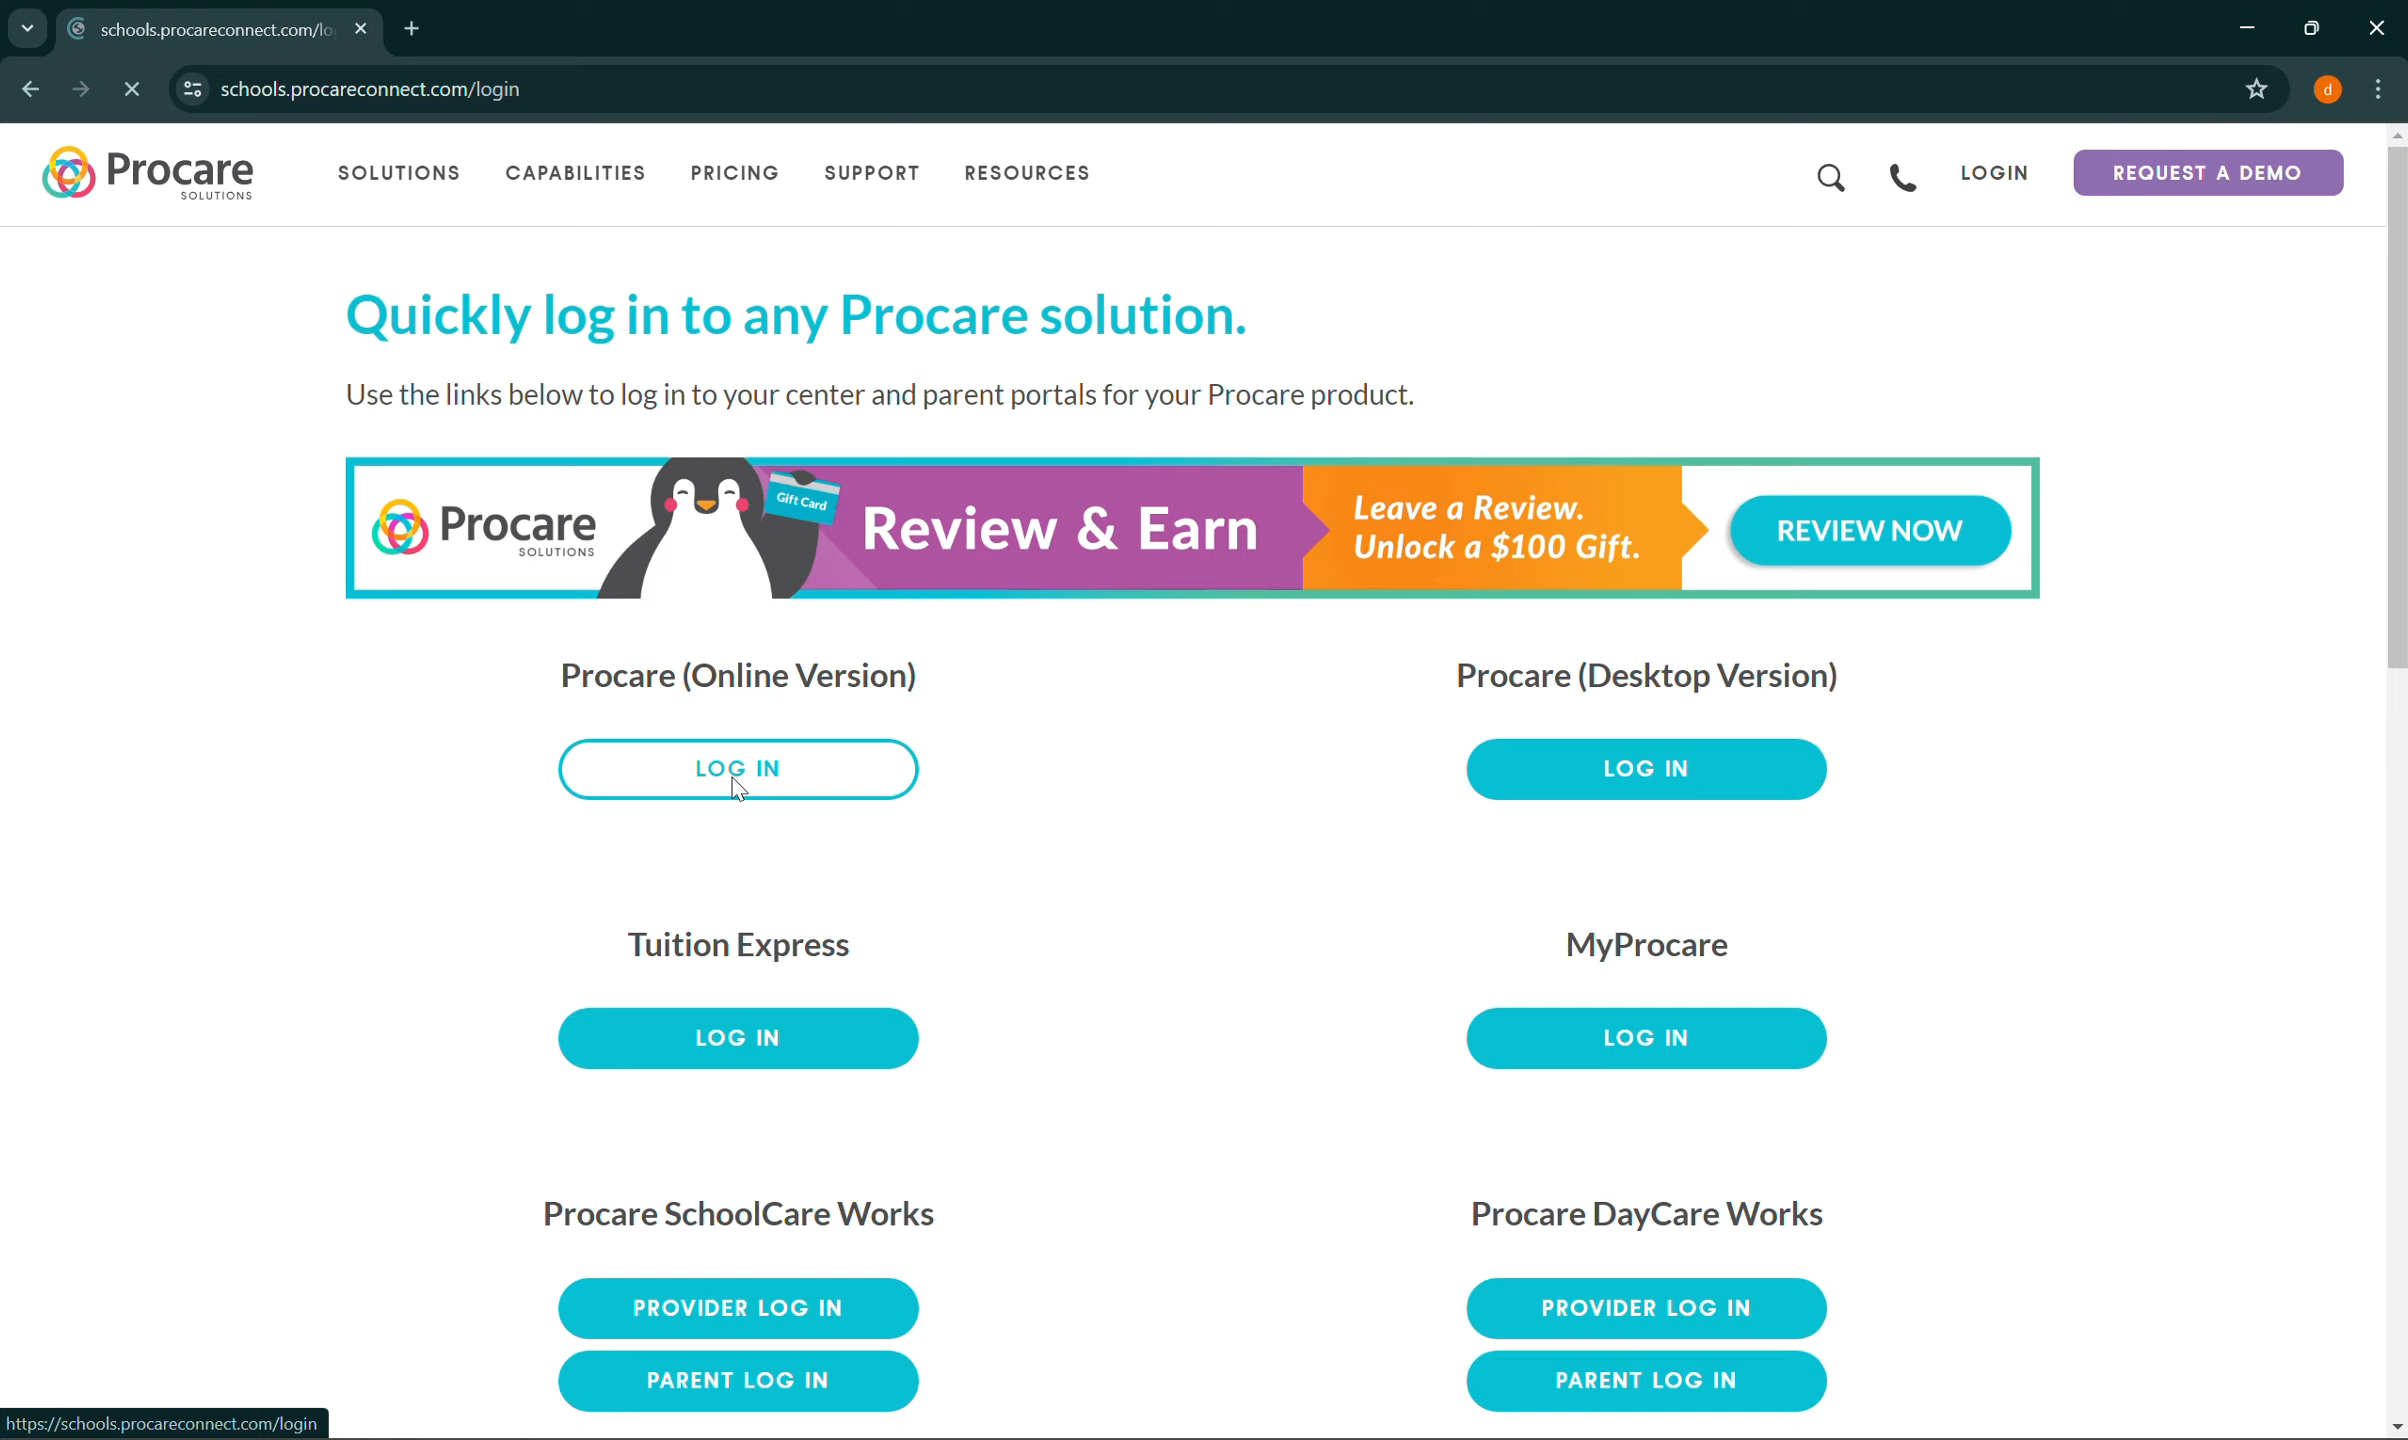 schools.procareconnect.com/lo
schools.procareconnect.com/login
d
Procare
SOLUTIONS
SOLUTIONS
CAPABILITIES
PRICING
SUPPORT
RESOURCES
LOGIN
REQUEST A DEMO
Quickly log in to any Procare solution.
Use the links below to log in to your center and parent portals for your Procare product.
Procare
SOLUTIONS
Gift Card
Review & Earn
Leave a Review.
Unlock a $100 Gift.
REVIEW NOW
Procare (Online Version)
Procare (Desktop Version)
LOG IN
LOG IN
Tuition Express
MyProcare
LOG IN
LOG IN
Procare SchoolCare Works
Procare DayCare Works
PROVIDER LOG IN
PROVIDER LOG IN
PARENT LOG IN
PARENT LOG IN
https://schools.procareconnect.com/login